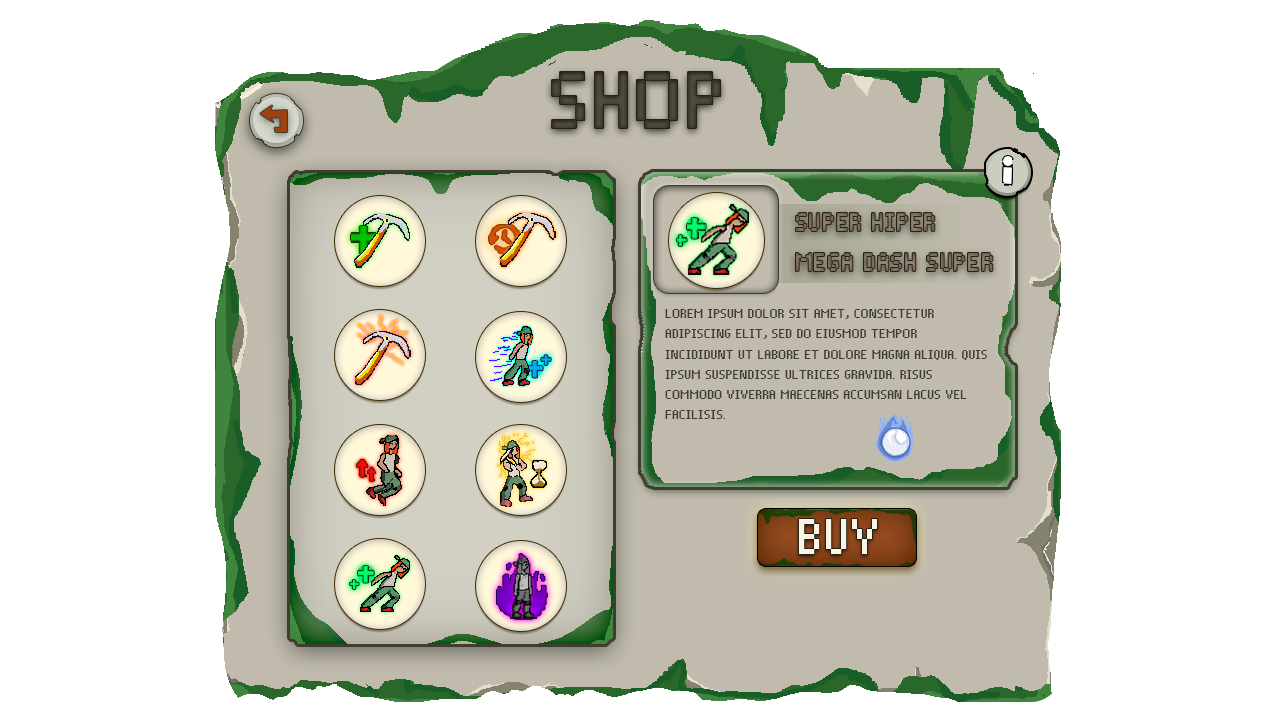 SHOP
i
SUPER HIPER
MEGA DASH SUPER
LOREM IPSUM DOLOR SIT AMET, CONSECTETUR
ADIPISCING ELIT, SED DO EIUSMOD TEMPOR
INCIDIDUNT UT LABORE ET DOLORE MAGNA ALIQUA. QUIS
IPSUM SUSPENDISSE ULTRICES GRAVIDA. RISUS
COMMODO VIVERRA MAECENAS ACCUMSAN LACUS VEL
FACILISIS.
BUY